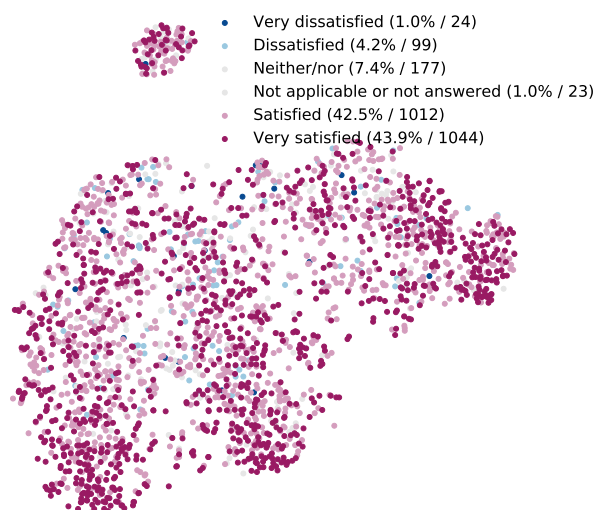 Very dissatisfied (1.0% / 24)
Dissatisfied (4.2% / 99)
Neither/nor (7.4% / 177)
Not applicable or not answered (1.0% / 23)
Satisfied (42.5% / 1012)
Very satisfied (43.9% / 1044)